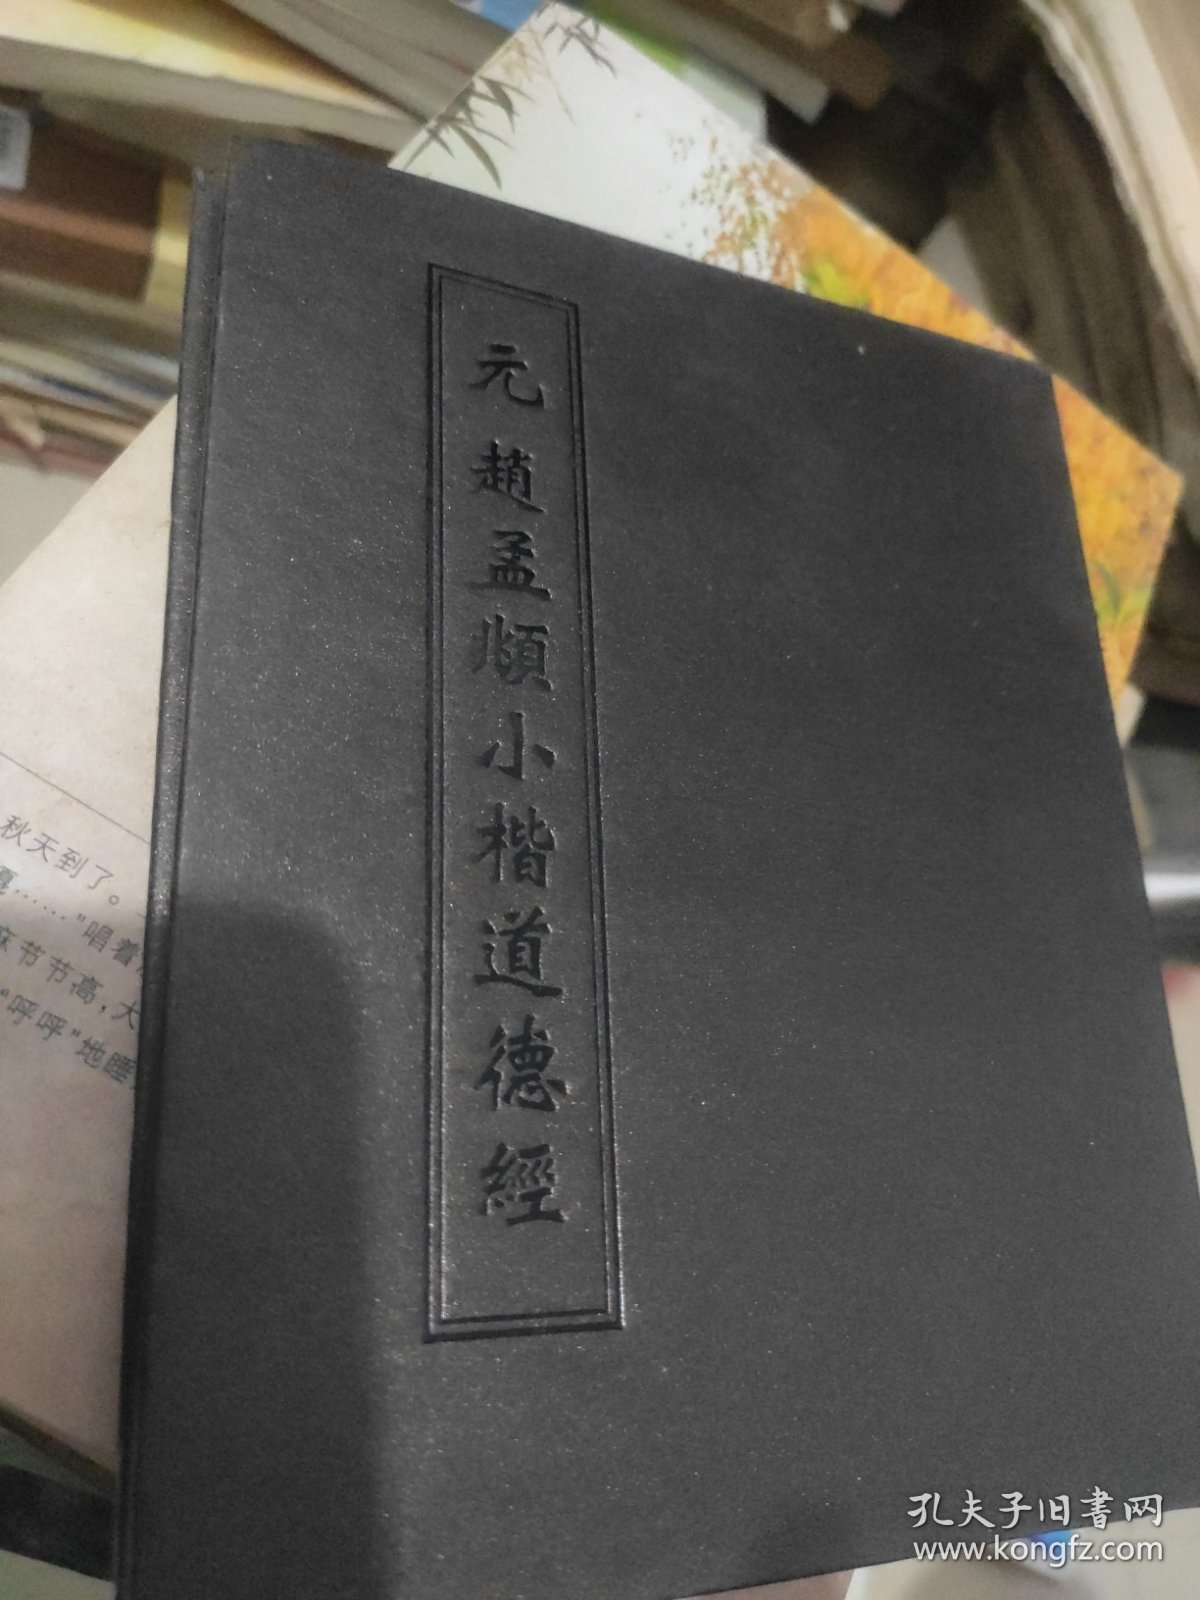 元趙孟頫小楷道德經
秋天到了。
……“唱着
节节高，大
“呼呼”地睡
孔夫子旧書网
www.kongfz.com